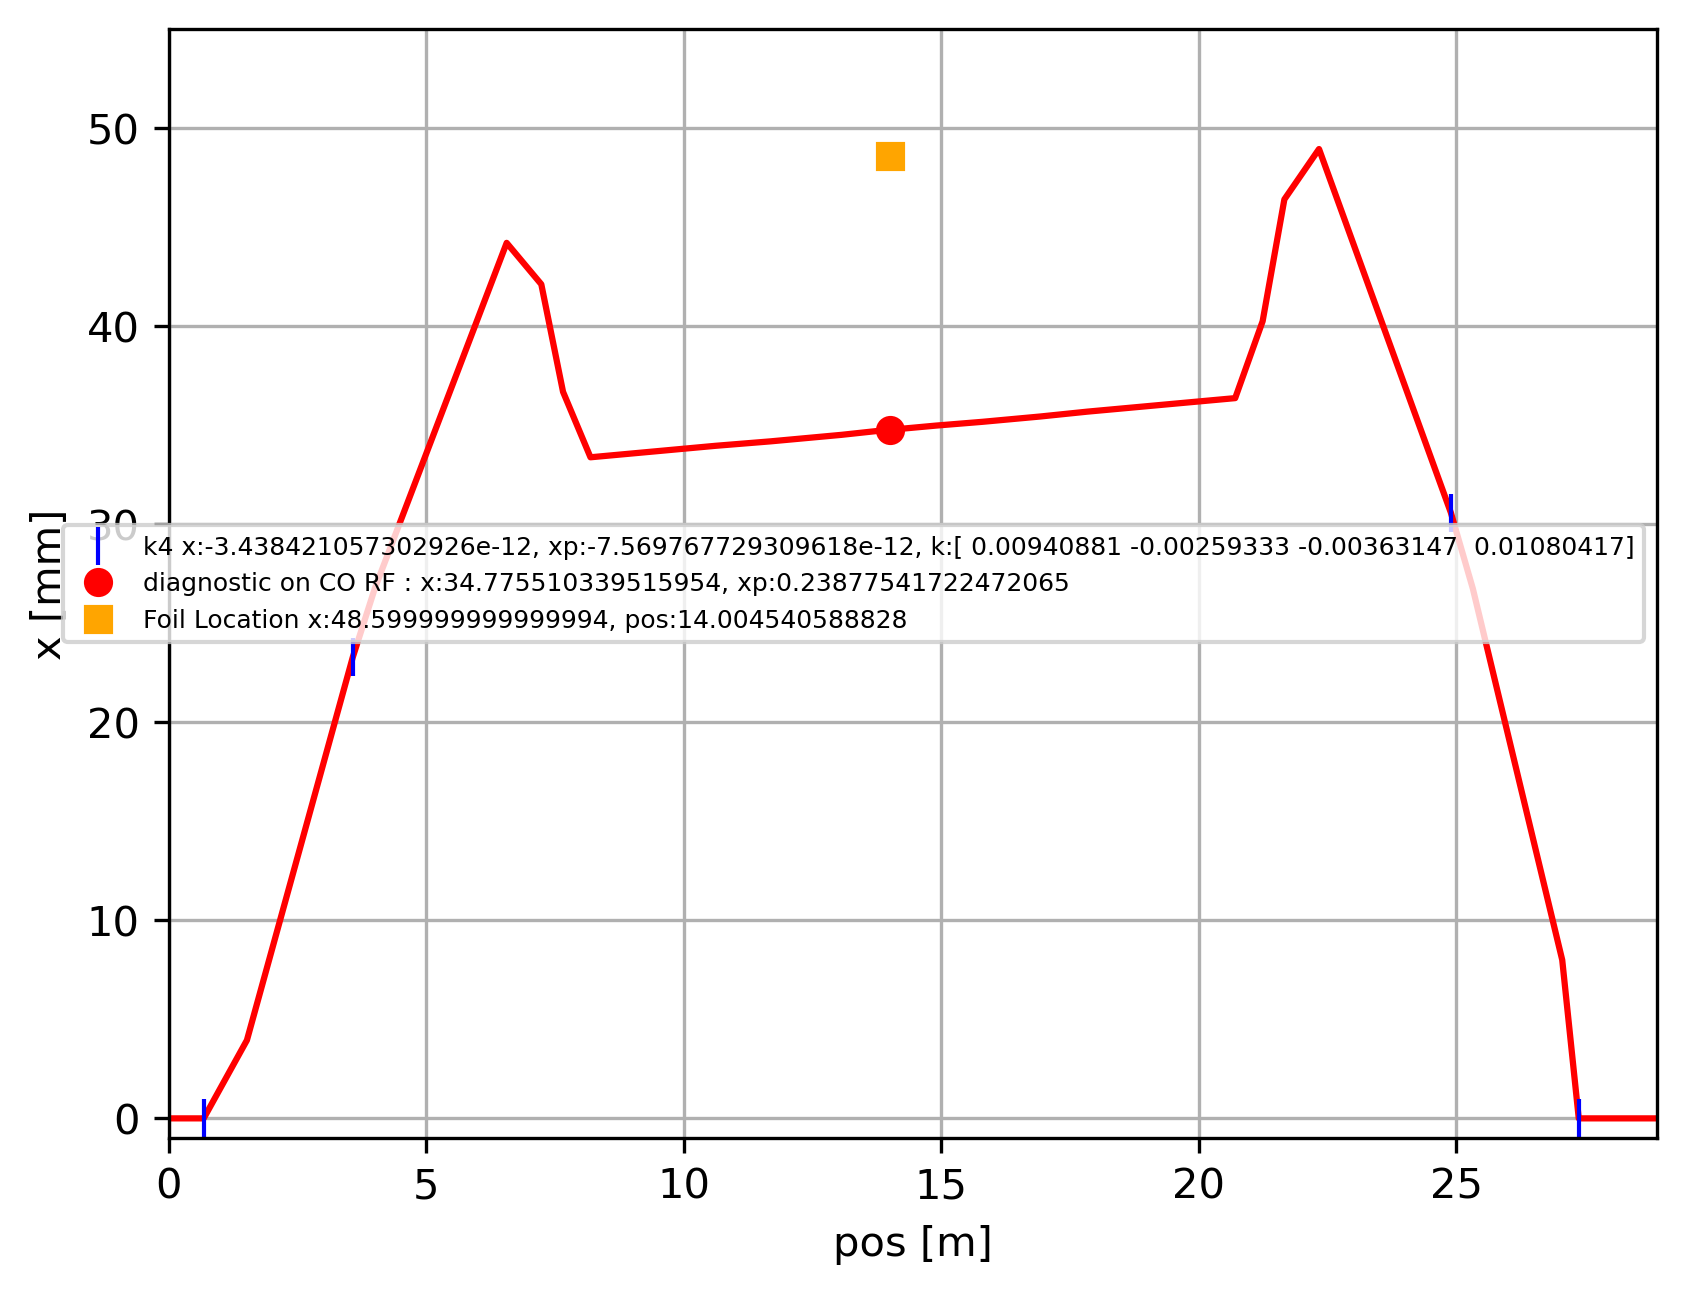 50
40
30
20
10
0
x [mm]
k4 x:-3.438421057302926e-12, xp:-7.569767729309618e-12, k:[ 0.00940881 -0.00259333 -0.00363147  0.01080417]
diagnostic on CO RF : x:34.775510339515954, xp:0.23877541722472065
Foil Location x:48.599999999999994, pos:14.004540588828
0 5 10 15 20 25
pos [m]